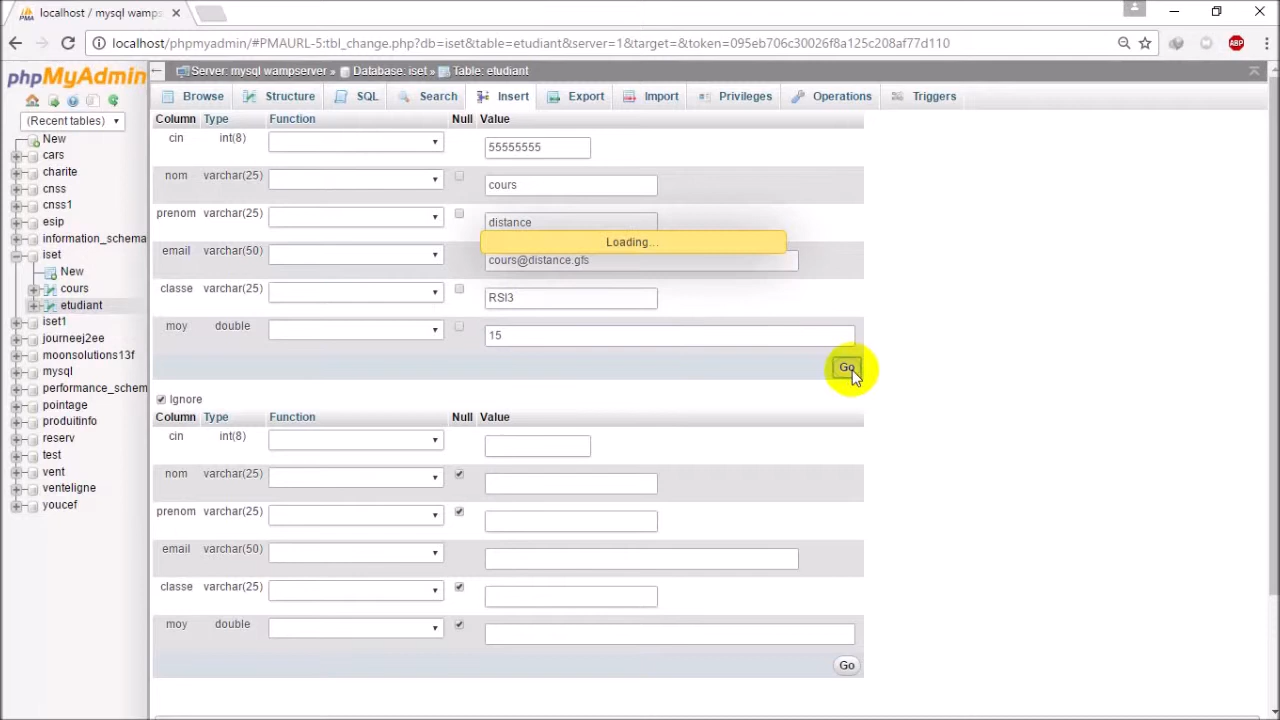 localhost / mysql wamps
localhost/phpmyadmin/#PMAURL-5:tbl_change.php?db=iset&table=etudiant&server=1&target=&token=095eb706c30026f8a125c208af77d110
ABP
phpMyAdmin
(Recent tables)
New
cars
charite
cnss
cnss1
esip
information_schema
iset
New
cours
etudiant
iset1
journeej2ee
moonsolutions13f
mysql
performance_schem
pointage
produitinfo
reserv
test
vent
venteligne
youcef
Server: mysql wampserver » Database: iset » Table: etudiant
Browse Structure SQL Search Insert Export Import Privileges Operations Triggers
Column Type Function Null Value
cin int(8) 55555555
nom varchar(25) cours
prenom varchar(25) distance
Loading...
email varchar(50) cours@distance.gfs
classe varchar(25) RSI3
moy double 15
Go
Ignore
Column Type Function Null Value
cin int(8)
nom varchar(25)
prenom varchar(25)
email varchar(50)
classe varchar(25)
moy double
Go